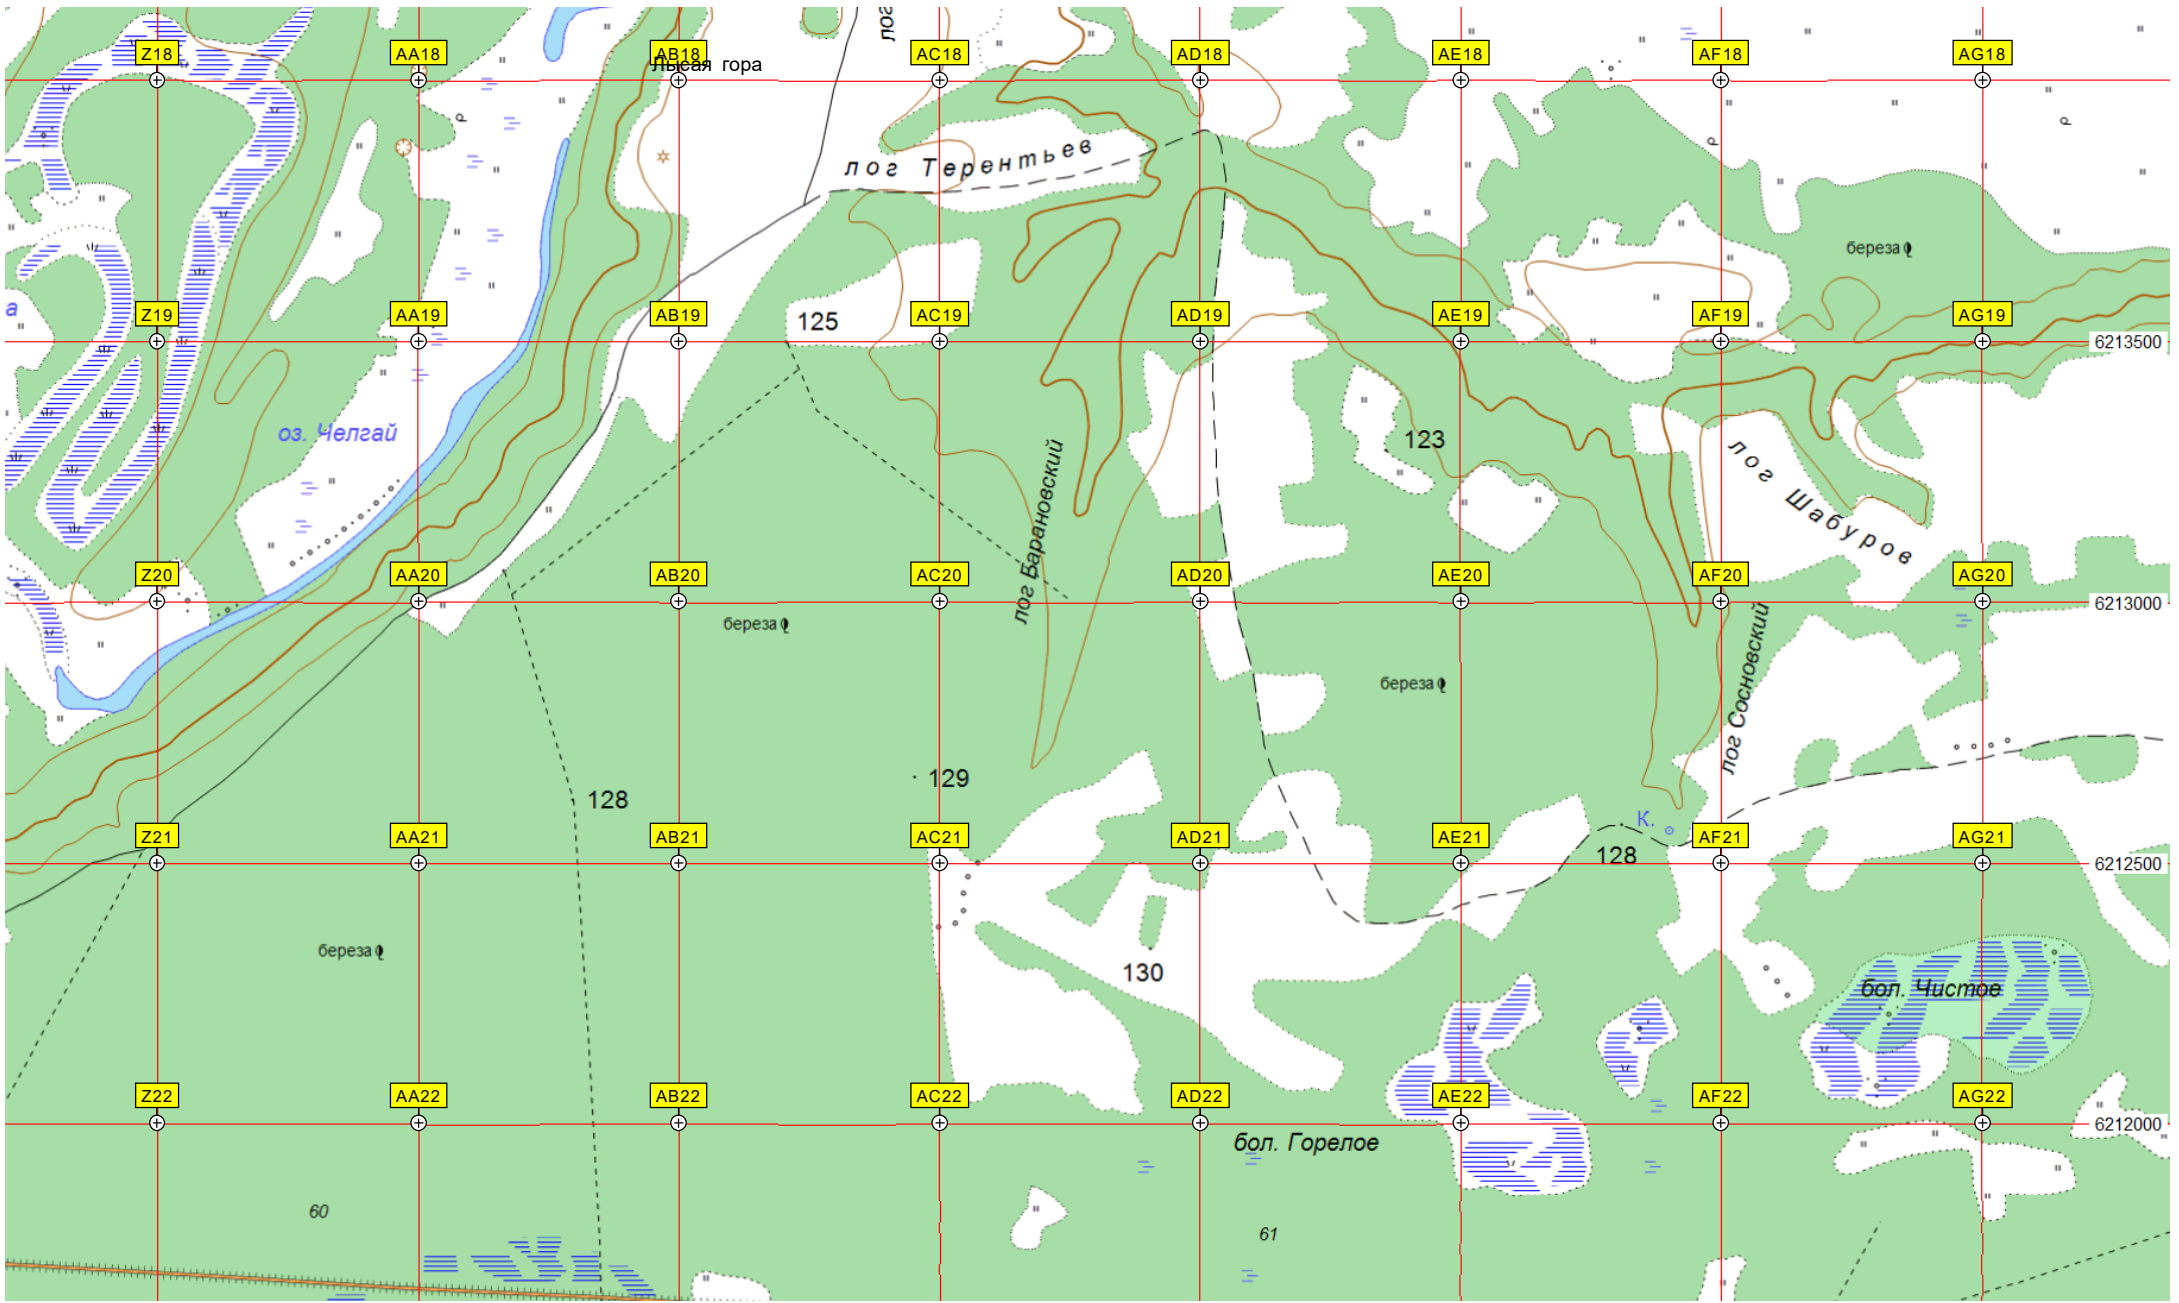 лог
Z18
AA18
AB18
AC18
AD18
AE18
AF18
AG18
Лысая гора
р
р
р
лог Терентьев
береза
а
Z19
AA19
AB19
125
AC19
AD19
AE19
AF19
AG19
6213500
оз. Челгай
123
лог Барановский
лог Шабуров
Z20
AA20
AB20
AC20
AD20
AE20
AF20
AG20
6213000
береза
береза
лог Сосновский
129
128
К.
Z21
AA21
AB21
AC21
AD21
AE21
128
AF21
AG21
6212500
береза
130
бол. Чистое
Z22
AA22
AB22
AC22
AD22
AE22
AF22
AG22
6212000
бол. Горелое
60
61